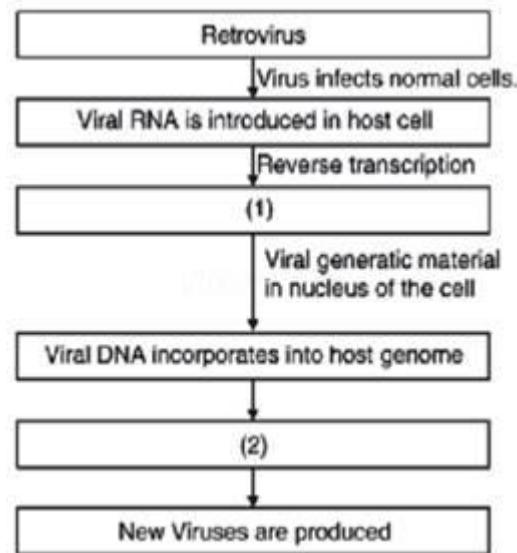 Retrovirus
Virus infects normal cells.
Viral RNA is introduced in host cell
Reverse transcription
(1)
Viral generatic material
in nucleus of the cell
Viral DNA incorporates into host genome
(2)
New Viruses are produced